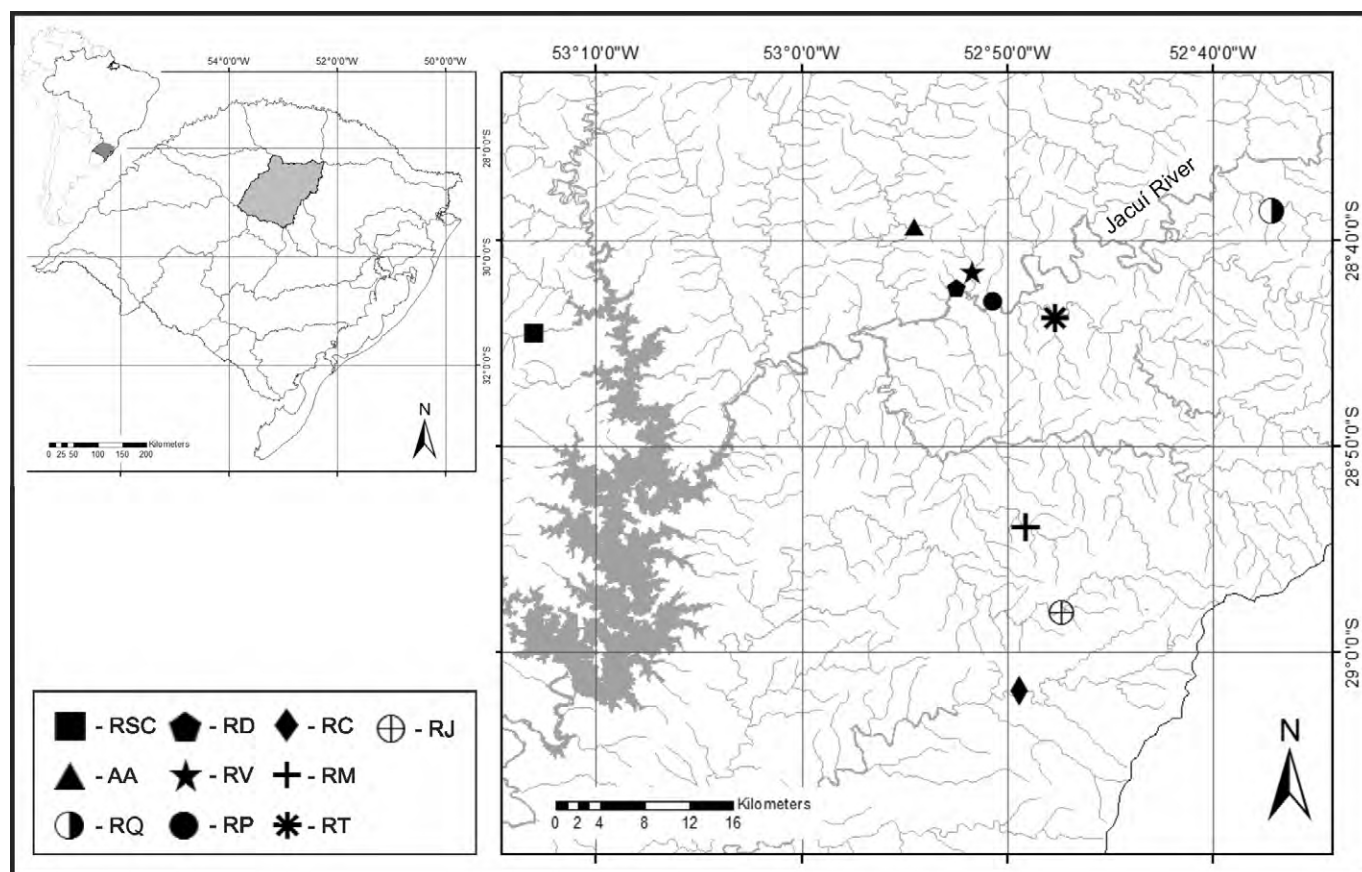 54°0'0"W 52°0'0"W 50°0'0"W
28°0'0"S
30°0'0"S
32°0'0"S
N
Kilometers
0 25 50 100 150 200
■ - RSC ⬟ - RD ♦ - RC ⊕ - RJ
▲ - AA ★ - RV + - RM
◑ - RQ ● - RP ✱ - RT
53°10'0"W 53°0'0"W 52°50'0"W 52°40'0"W
Jacuí River
28°40'0"S
28°50'0"S
29°0'0"S
N
Kilometers
0 2 4 8 12 16